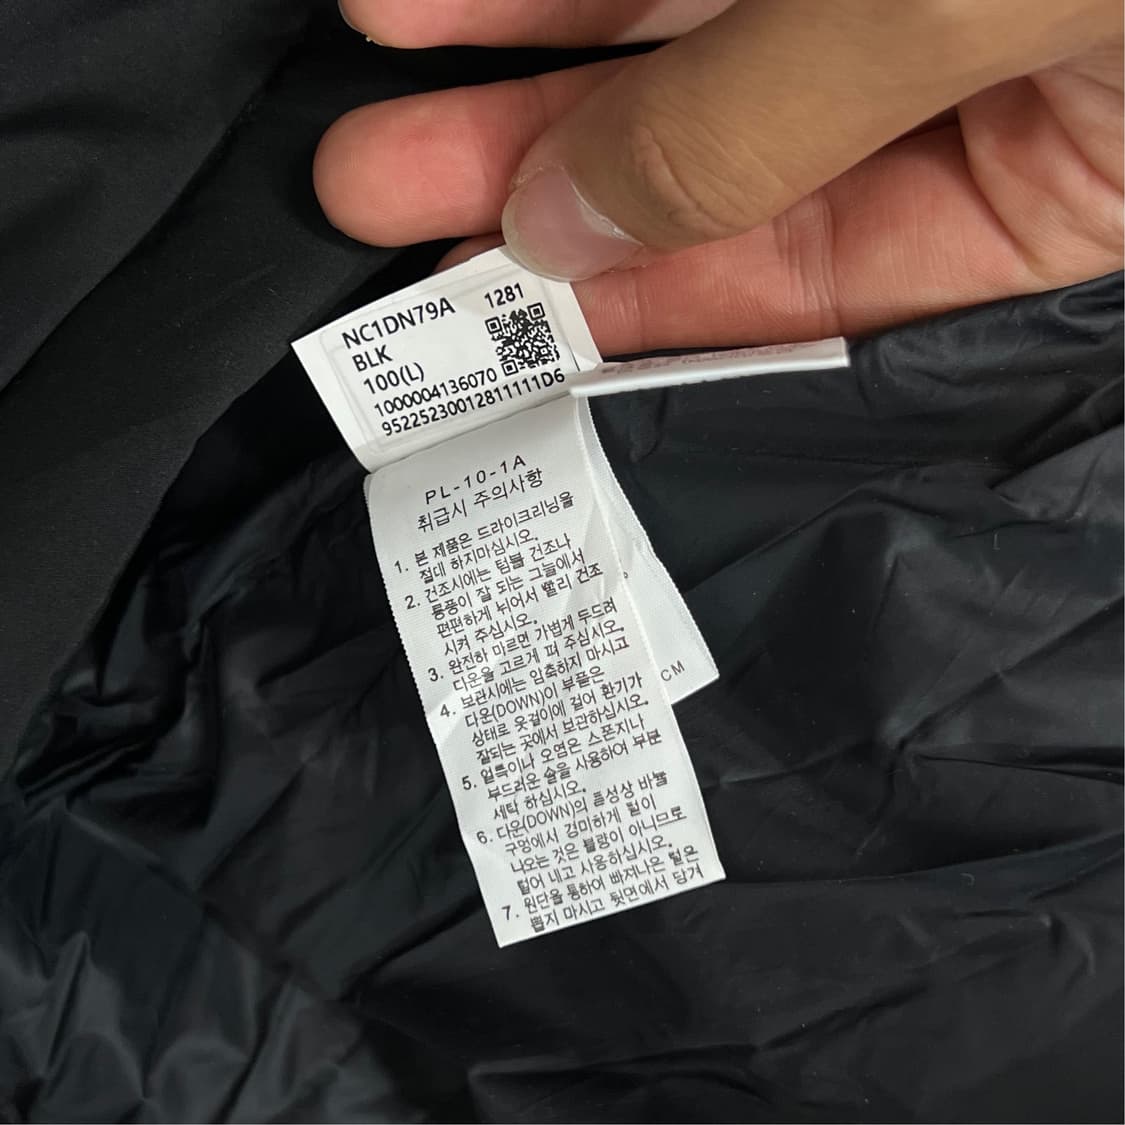 NC1DN79A 1281
BLK
100(L)
1000004136070
95225230012811111D6
PL-10-1A
취급시 주의사항
1. 본 제품은 드라이크리닝을
절대 하지마십시오.
2. 건조시에는 텀블 건조나
통풍이 잘 되는 그늘에서
편편하게 뉘어서 빨리 건조
시켜 주십시오.
3. 완전히 마르면 가볍게 두드려
다운을 고르게 펴 주십시오
4. 보관시에는 압축하지 마시고
다운(DOWN)이 부풀은
상태로 옷걸이에 걸어 환기가
잘되는 곳에서 보관하십시오.
5. 얼룩이나 오염은 스폰지나
부드러운 솔을 사용하여 부분
세탁 하십시오.
6. 다운(DOWN)의 특성상 바늘
구멍에서 경미하게 털이
나오는 것은 불량이 아니므로
털어 내고 사용하십시오.
7. 원단을 통하여 빠져나온 털은
뽑지 마시고 뒷면에서 당겨
CM